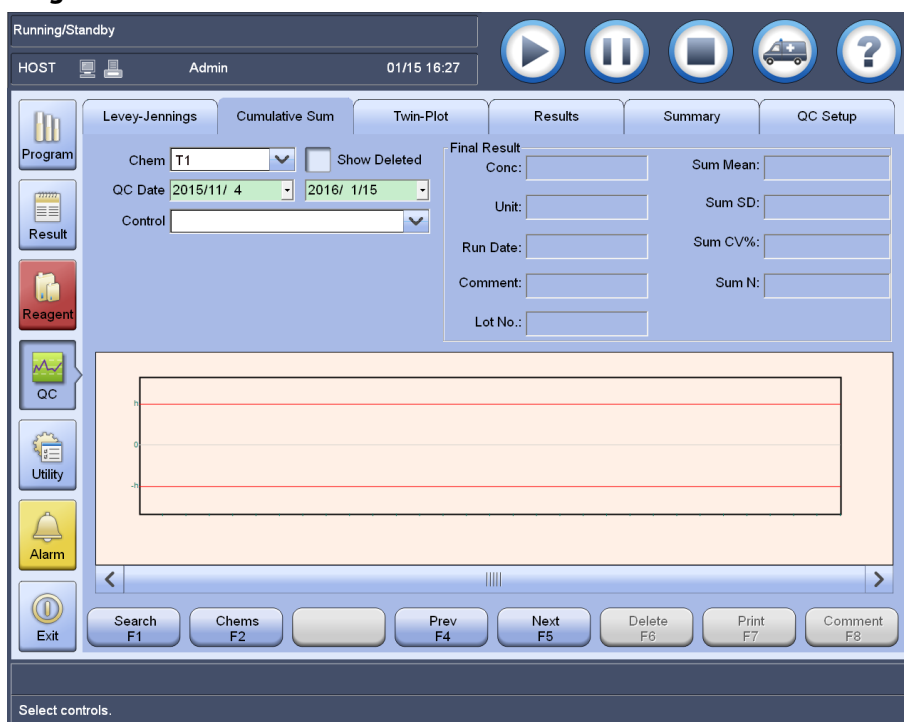 Running/Standby
HOST Admin 01/15 16:27
Program
Result
Reagent
QC
Utility
Alarm
Exit
Levey-Jennings Cumulative Sum Twin-Plot Results Summary QC Setup
Chem T1 Show Deleted
QC Date 2015/11/ 4 2016/ 1/15
Control
Final Result
Conc: Sum Mean:
Unit: Sum SD:
Run Date: Sum CV%:
Comment: Sum N:
Lot No.:
h
0
-h
Search F1
Chems F2
Prev F4
Next F5
Delete F6
Print F7
Comment F8
Select controls.